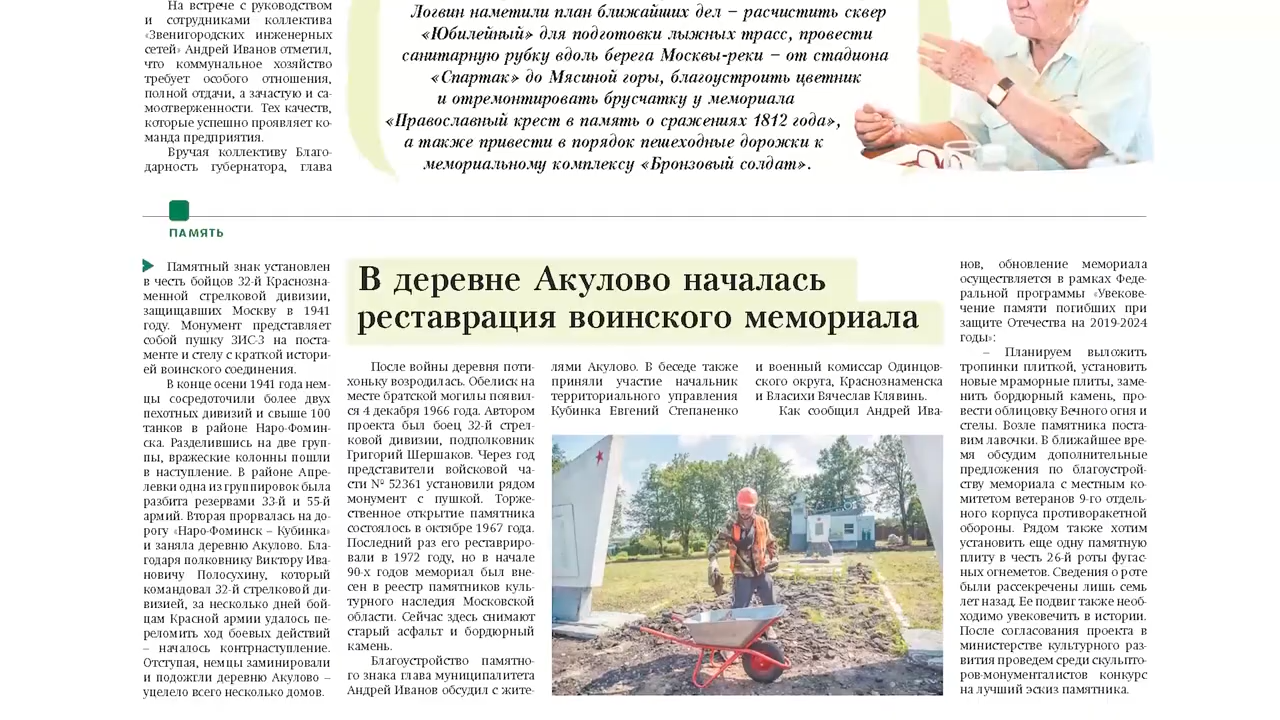 На встрече с руководством
и сотрудниками коллектива
«Звенигородских инженерных
сетей» Андрей Иванов отметил,
что коммунальное хозяйство
требует особого отношения,
полной отдачи, а зачастую и са-
моотверженности. Тех качеств,
которые успешно проявляет ко-
манда предприятия.
Вручая коллективу Благо-
дарность губернатора, глава
Логвин наметили план ближайших дел – расчистить сквер
«Юбилейный» для подготовки лыжных трасс, провести
санитарную рубку вдоль берега Москвы-реки – от стадиона
«Спартак» до Мясиной горы, благоустроить цветник
и отремонтировать брусчатку у мемориала
«Православный крест в память о сражениях 1812 года»,
а также привести в порядок пешеходные дорожки к
мемориальному комплексу «Бронзовый солдат».
ПАМЯТЬ
Памятный знак установлен
в честь бойцов 32-й Краснозна-
менной стрелковой дивизии,
защищавших Москву в 1941
году. Монумент представляет
собой пушку ЗИС-3 на поста-
менте и стелу с краткой истори-
ей воинского соединения.
В конце осени 1941 года нем-
цы сосредоточили более двух
пехотных дивизий и свыше 100
танков в районе Наро-Фомин-
ска. Разделившись на две груп-
пы, вражеские колонны пошли
в наступление. В районе Апре-
левки одна из группировок была
разбита резервами 33-й и 55-й
армий. Вторая прорвалась на до-
рогу «Наро-Фоминск – Кубинка»
и заняла деревню Акулово. Бла-
годаря полковнику Виктору Ива-
новичу Полосухину, который
командовал 32-й стрелковой ди-
визией, за несколько дней бой-
цам Красной армии удалось пе-
реломить ход боевых действий
– началось контрнаступление.
Отступая, немцы заминировали
и подожгли деревню Акулово –
уцелело всего несколько домов.
В деревне Акулово началась
реставрация воинского мемориала
После войны деревня поти-
хоньку возродилась. Обелиск на
месте братской могилы появил-
ся 4 декабря 1966 года. Автором
проекта был боец 32-й стрел-
ковой дивизии, подполковник
Григорий Шершаков. Через год
представители войсковой ча-
сти № 52361 установили рядом
монумент с пушкой. Торже-
ственное открытие памятника
состоялось в октябре 1967 года.
Последний раз его реставриро-
вали в 1972 году, но в начале
90-х годов мемориал был вне-
сен в реестр памятников куль-
турного наследия Московской
области. Сейчас здесь снимают
старый асфальт и бордюрный
камень.
Благоустройство памятно-
го знака глава муниципалитета
Андрей Иванов обсудил с жите-
лями Акулово. В беседе также
приняли участие начальник
территориального управления
Кубинка Евгений Степаненко
и военный комиссар Одинцов-
ского округа, Краснознаменска
и Власихи Вячеслав Клявинь.
Как сообщил Андрей Ива-
нов, обновление мемориала
осуществляется в рамках Феде-
ральной программы «Увекове-
чение памяти погибших при
защите Отечества на 2019-2024
годы»:
– Планируем выложить
тропинки плиткой, установить
новые мраморные плиты, заме-
нить бордюрный камень, про-
вести облицовку Вечного огня и
стелы. Возле памятника поста-
вим лавочки. В ближайшее вре-
мя обсудим дополнительные
предложения по благоустрой-
ству мемориала с местным ко-
митетом ветеранов 9-го отдель-
ного корпуса противоракетной
обороны. Рядом также хотим
установить еще одну памятную
плиту в честь 26-й роты фугас-
ных огнеметов. Сведения о роте
были рассекречены лишь семь
лет назад. Ее подвиг также необ-
ходимо увековечить в истории.
После согласования проекта в
министерстве культурного раз-
вития проведем среди скульпто-
ров-монументалистов конкурс
на лучший эскиз памятника.